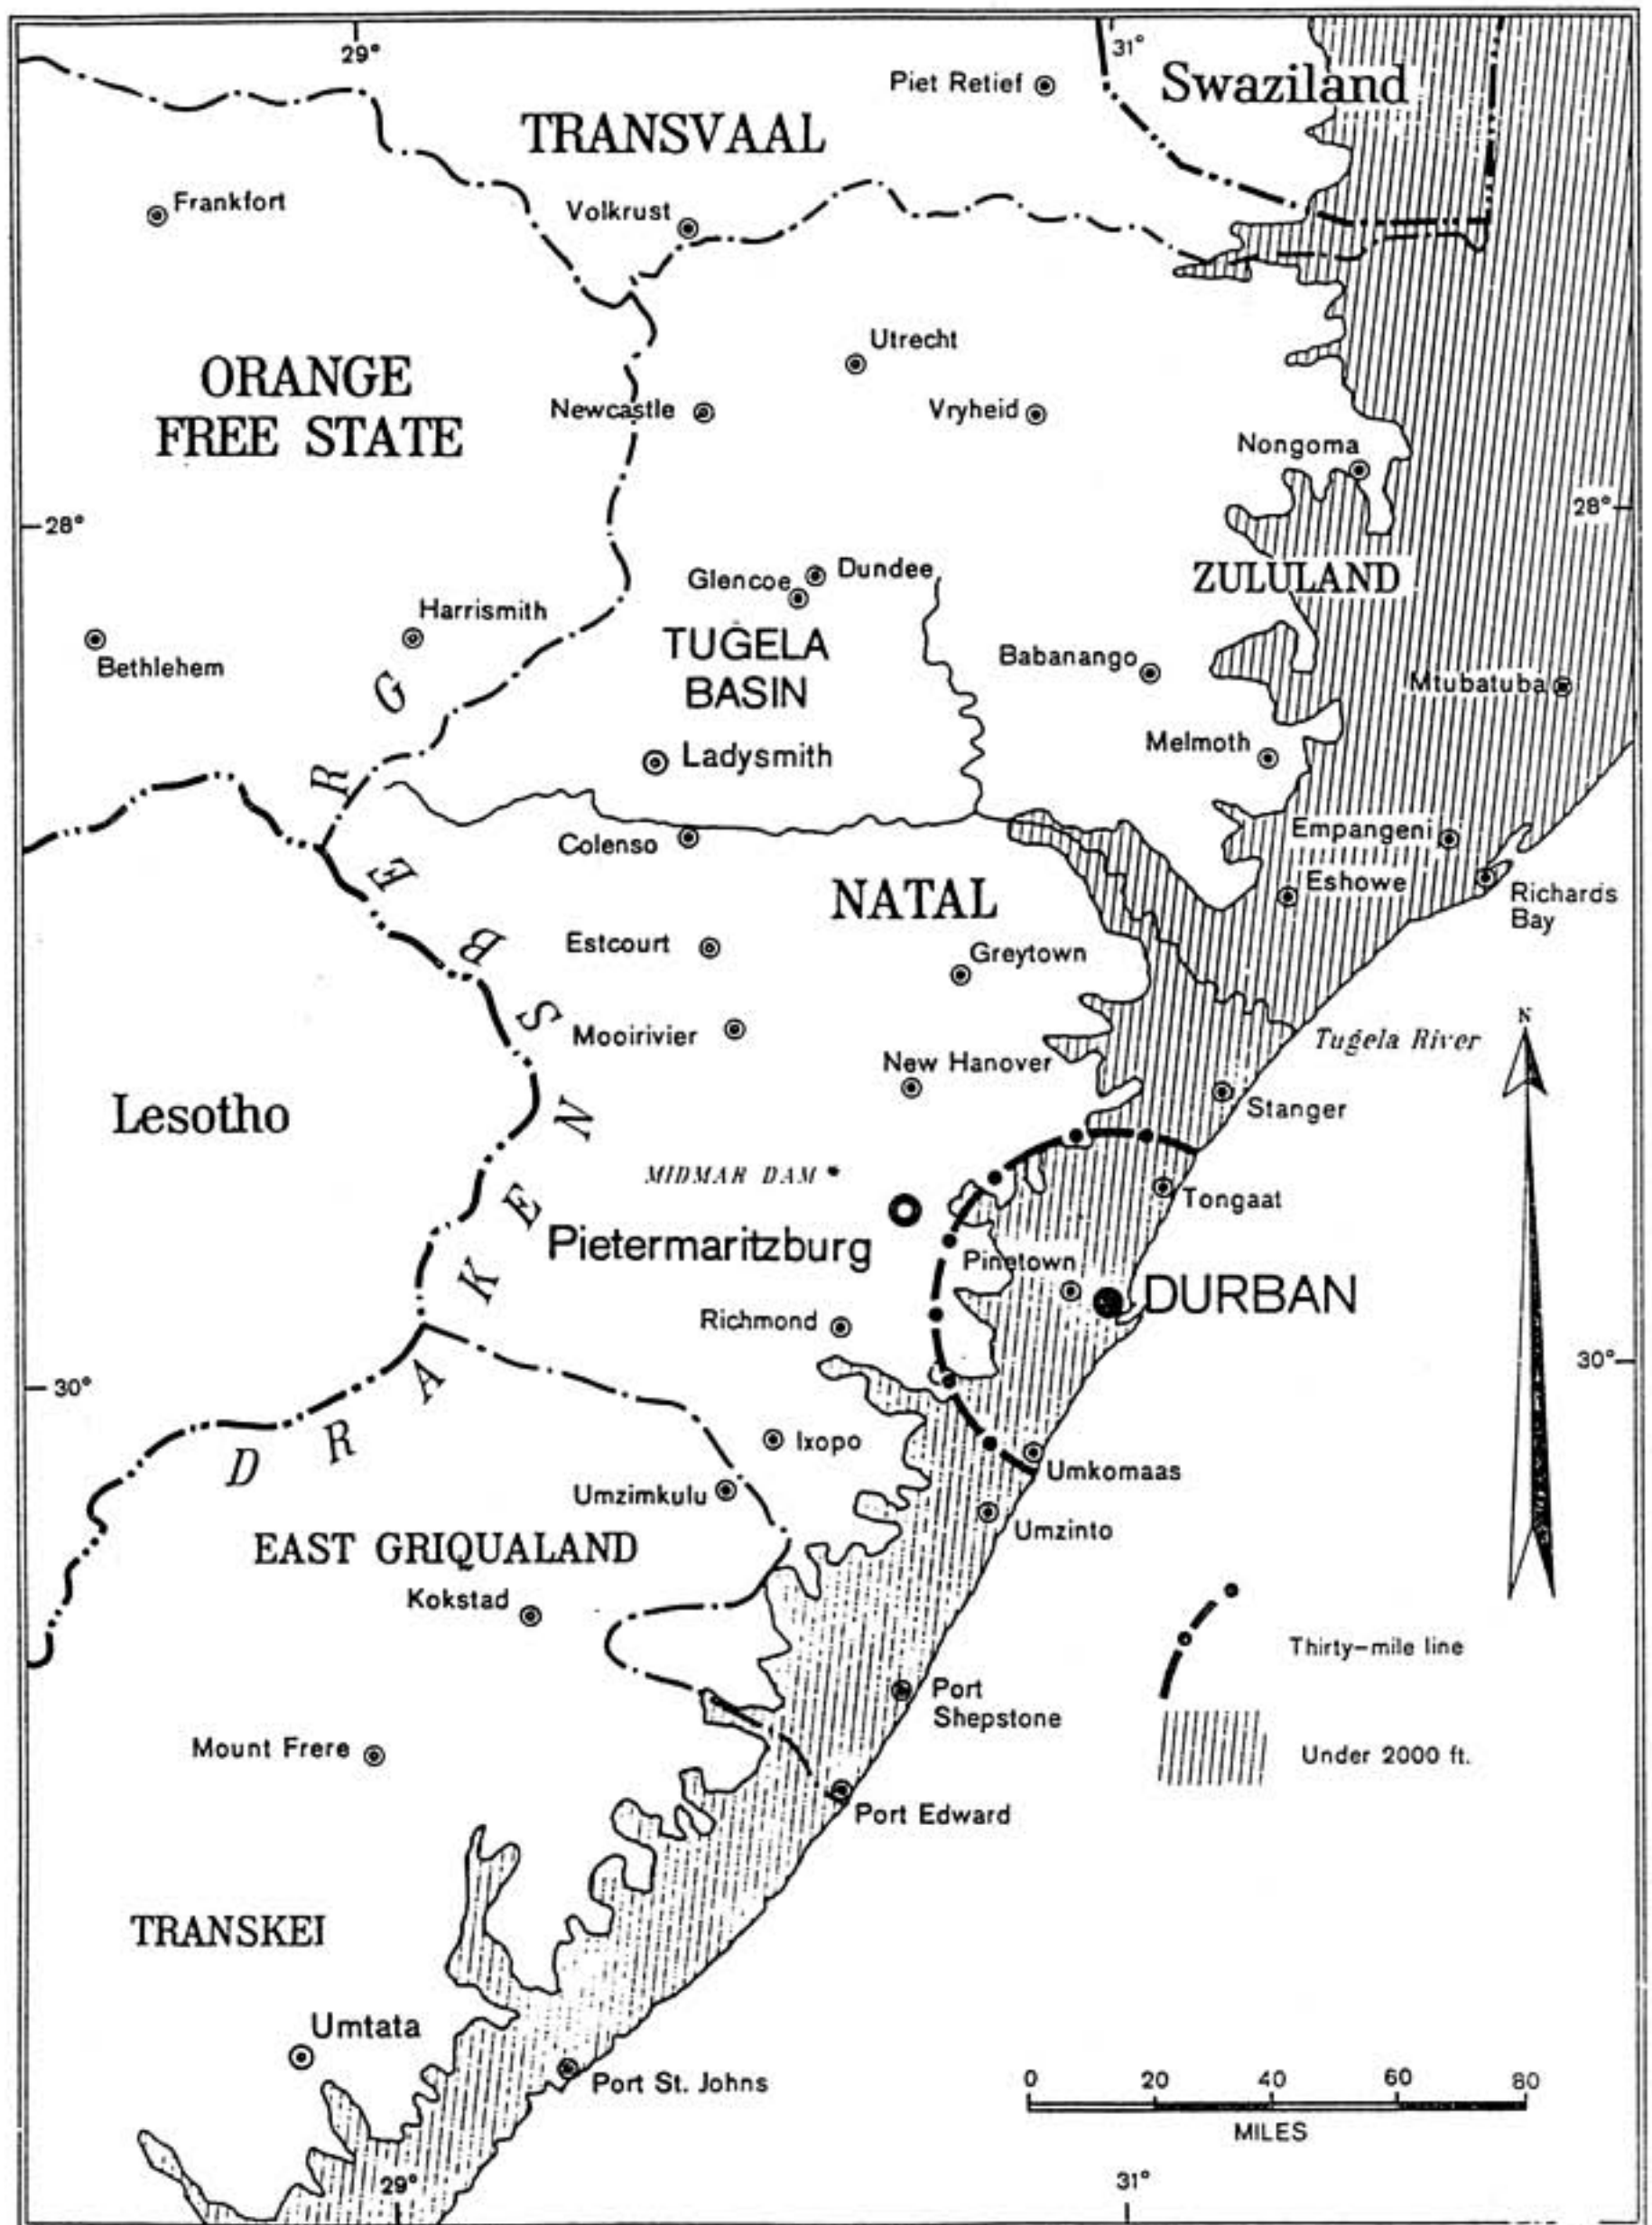 29°
31°
Piet Retief
Swaziland
TRANSVAAL
Frankfort
Volkrust
Utrecht
ORANGE
FREE STATE
Newcastle
Vryheid
Nongoma
28°
28°
Glencoe
Dundee
ZULULAND
Harrismith
Bethlehem
TUGELA
BASIN
Babanango
Mtubatuba
Melmoth
Ladysmith
Colenso
Empangeni
Eshowe
Richards
Bay
NATAL
Estcourt
Greytown
Mooirivier
N
Tugela River
New Hanover
Stanger
Lesotho
MIDMAR DAM
Tongaat
Pietermaritzburg
Pinetown
DURBAN
Richmond
30°
30°
DRAKENSBERG
Ixopo
Umkomaas
Umzimkulu
Umzinto
EAST GRIQUALAND
Kokstad
Thirty-mile line
Port
Shepstone
Mount Frere
Under 2000 ft.
Port Edward
TRANSKEI
Umtata
Port St. Johns
0 20 40 60 80
MILES
29°
31°